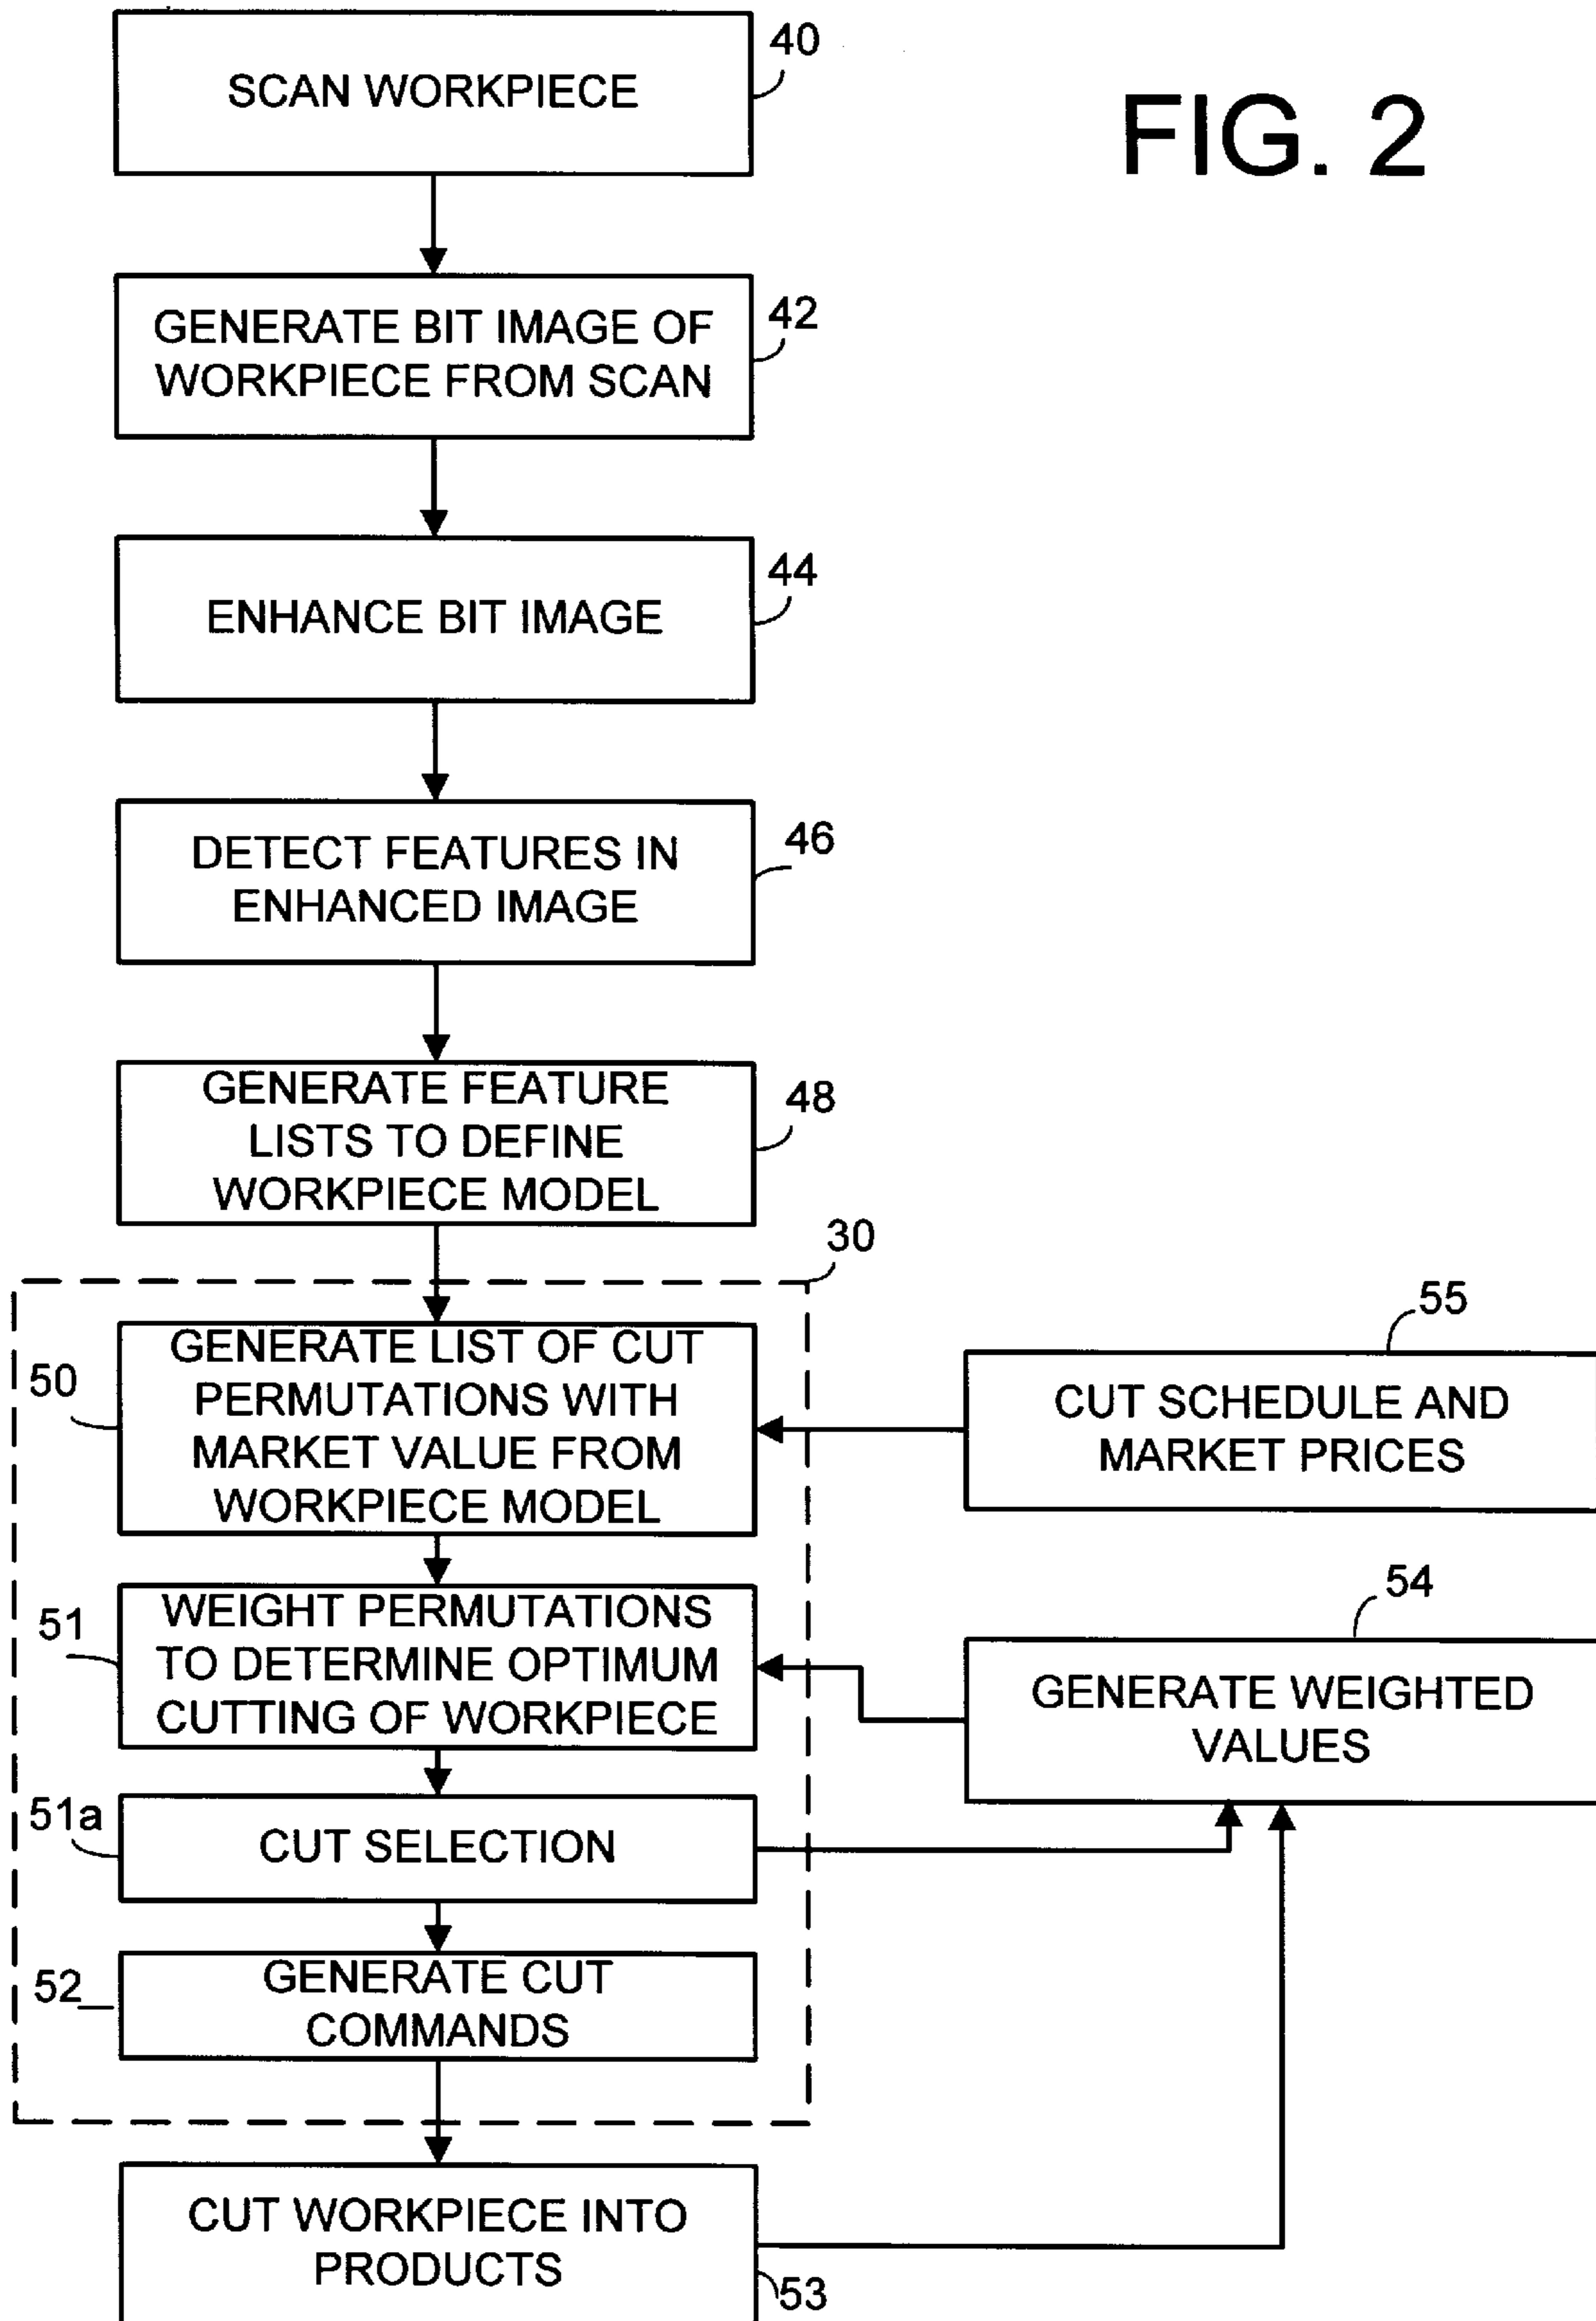 FIG. 2
40
SCAN WORKPIECE
42
GENERATE BIT IMAGE OF
WORKPIECE FROM SCAN
44
ENHANCE BIT IMAGE
46
DETECT FEATURES IN
ENHANCED IMAGE
48
GENERATE FEATURE
LISTS TO DEFINE
WORKPIECE MODEL
30
50
GENERATE LIST OF CUT
PERMUTATIONS WITH
MARKET VALUE FROM
WORKPIECE MODEL
55
CUT SCHEDULE AND
MARKET PRICES
51
WEIGHT PERMUTATIONS
TO DETERMINE OPTIMUM
CUTTING OF WORKPIECE
54
GENERATE WEIGHTED
VALUES
51a
CUT SELECTION
52
GENERATE CUT
COMMANDS
CUT WORKPIECE INTO
PRODUCTS
53